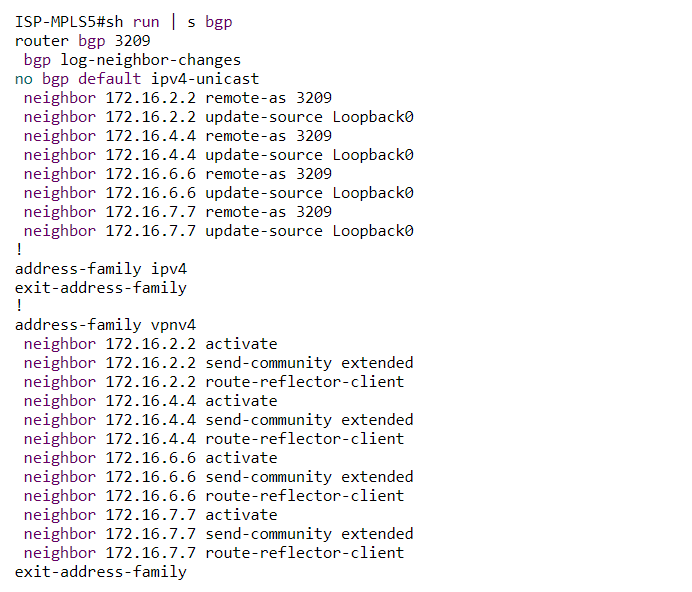 ISP-MPLS5#sh run | s bgp
router bgp 3209
 bgp log-neighbor-changes
no bgp default ipv4-unicast
 neighbor 172.16.2.2 remote-as 3209
 neighbor 172.16.2.2 update-source Loopback0
 neighbor 172.16.4.4 remote-as 3209
 neighbor 172.16.4.4 update-source Loopback0
 neighbor 172.16.6.6 remote-as 3209
 neighbor 172.16.6.6 update-source Loopback0
 neighbor 172.16.7.7 remote-as 3209
 neighbor 172.16.7.7 update-source Loopback0
!
address-family ipv4
exit-address-family
!
address-family vpnv4
 neighbor 172.16.2.2 activate
 neighbor 172.16.2.2 send-community extended
 neighbor 172.16.2.2 route-reflector-client
 neighbor 172.16.4.4 activate
 neighbor 172.16.4.4 send-community extended
 neighbor 172.16.4.4 route-reflector-client
 neighbor 172.16.6.6 activate
 neighbor 172.16.6.6 send-community extended
 neighbor 172.16.6.6 route-reflector-client
 neighbor 172.16.7.7 activate
 neighbor 172.16.7.7 send-community extended
 neighbor 172.16.7.7 route-reflector-client
exit-address-family